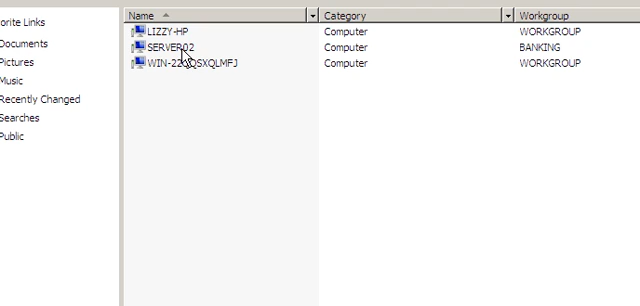 orite Links
Documents
Pictures
Music
Recently Changed
Searches
Public
Name Category Workgroup
LIZZY-HP Computer WORKGROUP
SERVER02 Computer BANKING
Computer WORKGROUP